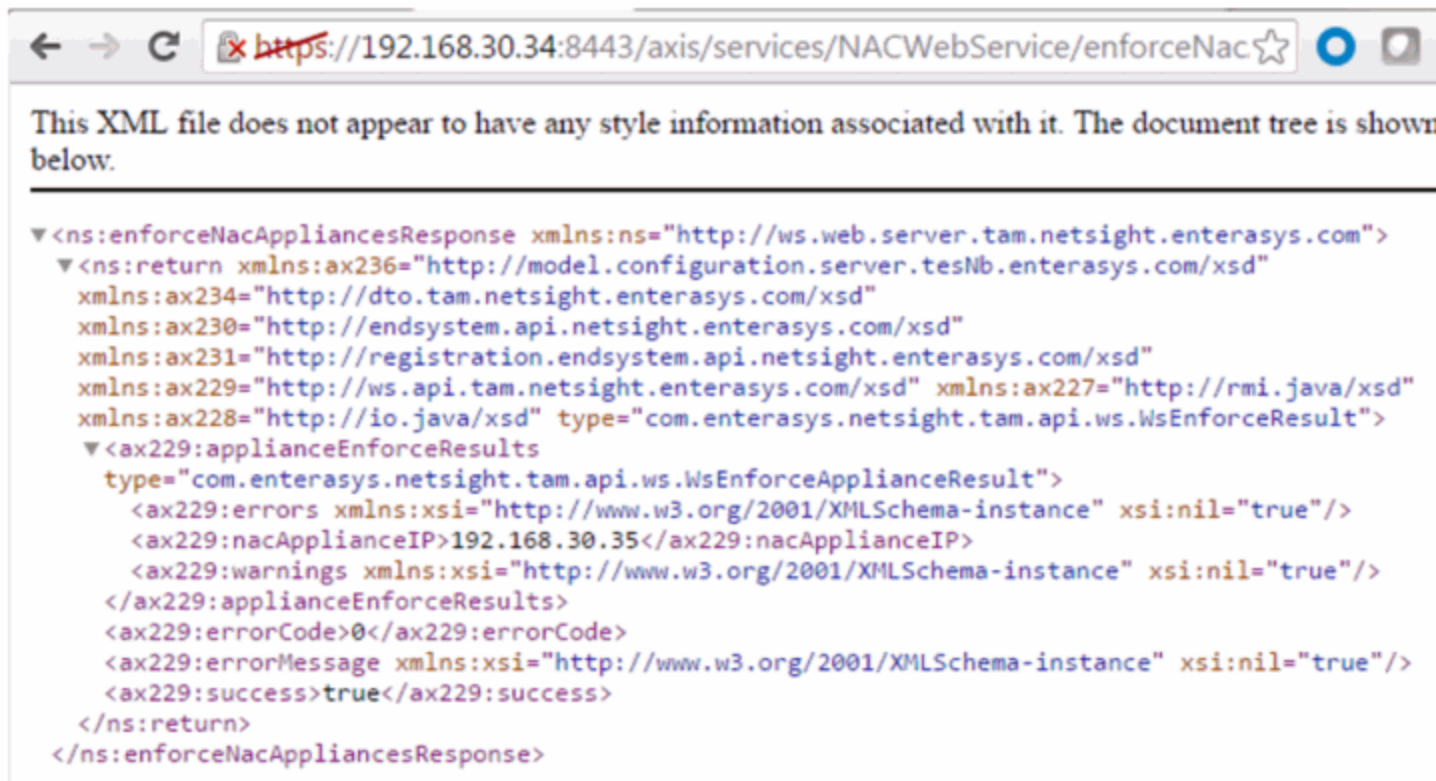 https://192.168.30.34:8443/axis/services/NACWebService/enforceNac
This XML file does not appear to have any style information associated with it. The document tree is shown
below.
▼<ns:enforceNacAppliancesResponse xmlns:ns="http://ws.web.server.tam.netsight.enterasys.com">
▼<ns:return xmlns:ax236="http://model.configuration.server.tesNb.enterasys.com/xsd"
xmlns:ax234="http://dto.tam.netsight.enterasys.com/xsd"
xmlns:ax230="http://endsystem.api.netsight.enterasys.com/xsd"
xmlns:ax231="http://registration.endsystem.api.netsight.enterasys.com/xsd"
xmlns:ax229="http://ws.api.tam.netsight.enterasys.com/xsd" xmlns:ax227="http://rmi.java/xsd"
xmlns:ax228="http://io.java/xsd" type="com.enterasys.netsight.tam.api.ws.WsEnforceResult">
▼<ax229:applianceEnforceResults
type="com.enterasys.netsight.tam.api.ws.WsEnforceApplianceResult">
<ax229:errors xmlns:xsi="http://www.w3.org/2001/XMLSchema-instance" xsi:nil="true"/>
<ax229:nacApplianceIP>192.168.30.35</ax229:nacApplianceIP>
<ax229:warnings xmlns:xsi="http://www.w3.org/2001/XMLSchema-instance" xsi:nil="true"/>
</ax229:applianceEnforceResults>
<ax229:errorCode>0</ax229:errorCode>
<ax229:errorMessage xmlns:xsi="http://www.w3.org/2001/XMLSchema-instance" xsi:nil="true"/>
<ax229:success>true</ax229:success>
</ns:return>
</ns:enforceNacAppliancesResponse>